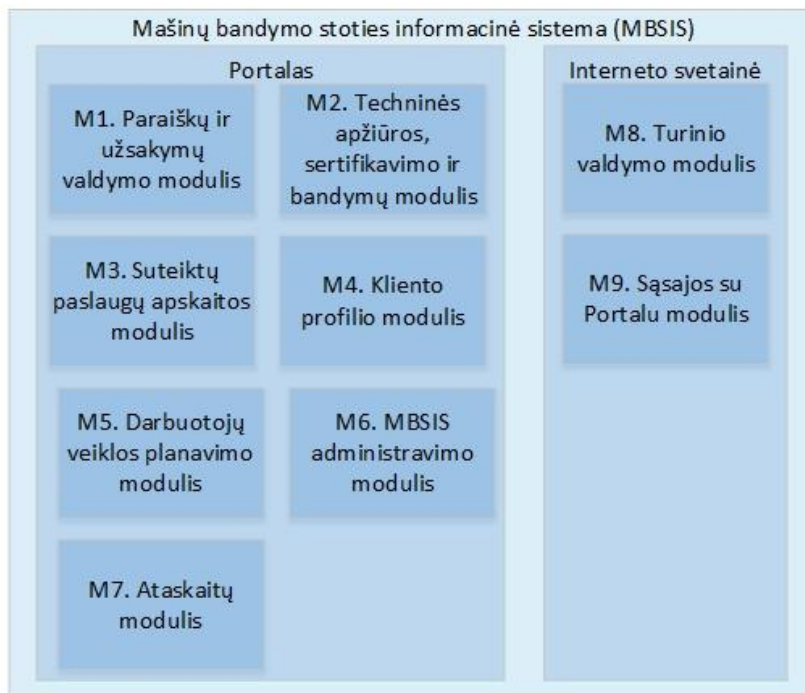 Mašinų bandymo stoties informacinė sistema (MBSIS)
Portalas
M1. Paraiškų ir
užsakymų
valdymo modulis
M2. Techninės
apžiūros,
sertifikavimo ir
bandymų modulis
M3. Suteiktų
paslaugų apskaitos
modulis
M4. Kliento
profilio modulis
M5. Darbuotojų
veiklos planavimo
modulis
M6. MBSIS
administravimo
modulis
M7. Ataskaitų
modulis
Interneto svetainė
M8. Turinio
valdymo modulis
M9. Sąsajos su
Portalu modulis